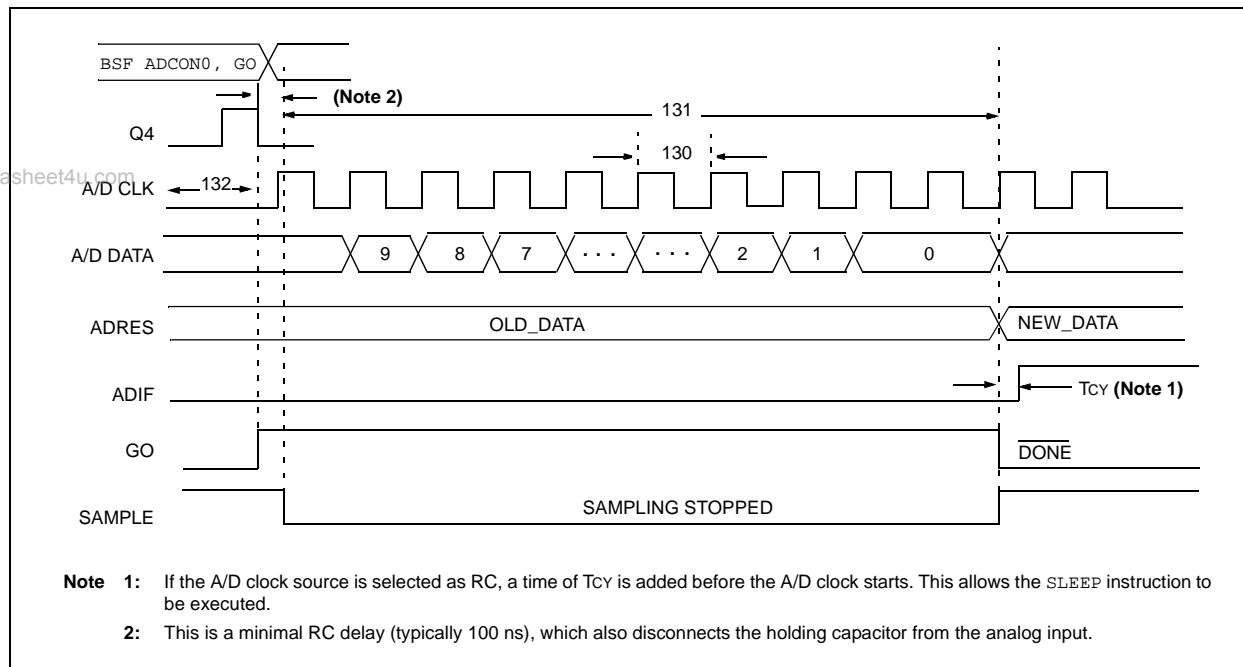 BSF ADCON0, GO
(Note 2)
131
Q4
130
asheet4u.com
A/D CLK
132
A/D DATA
9 8 7 . . . . . . 2 1 0
ADRES
OLD_DATA
NEW_DATA
ADIF
TCY (Note 1)
GO
DONE
SAMPLE
SAMPLING STOPPED
Note 1: If the A/D clock source is selected as RC, a time of TCY is added before the A/D clock starts. This allows the SLEEP instruction to
be executed.
2: This is a minimal RC delay (typically 100 ns), which also disconnects the holding capacitor from the analog input.